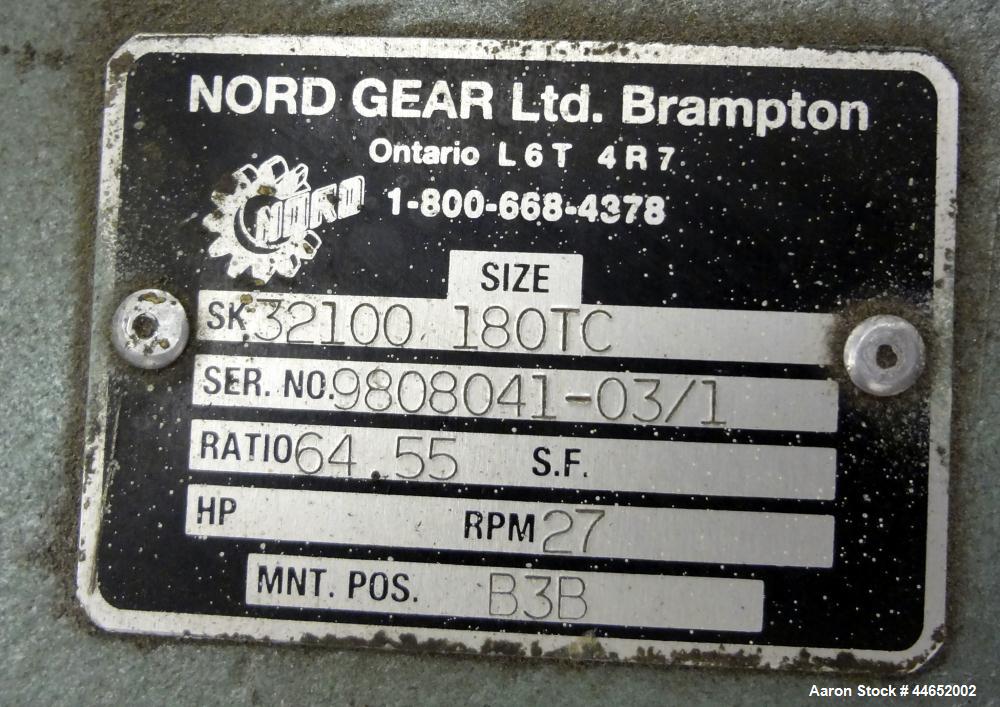 NORD GEAR Ltd. Brampton
Ontario L6T 4R7
NORD 1-800-668-4378
SIZE
SK 32100 180TC
SER. NO. 9808041-03/1
RATIO 64.55 S.F.
HP RPM 27
MNT. POS. B3B
Aaron Stock # 44652002